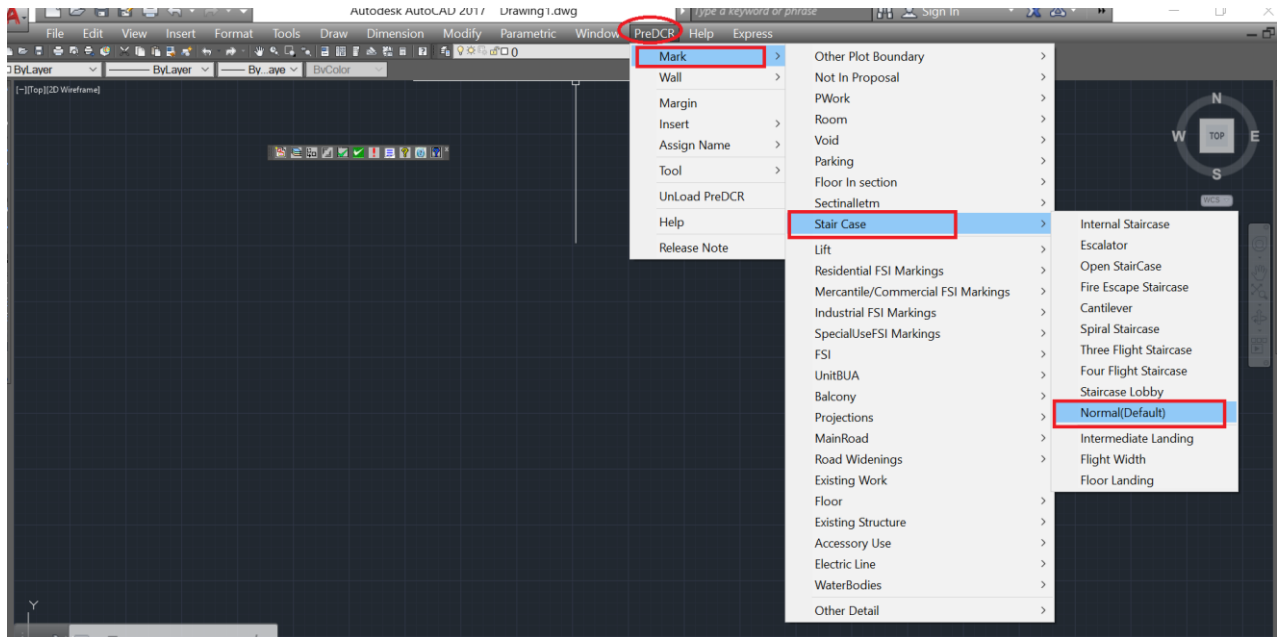 Autodesk AutoCAD 2017 Drawing1.dwg
Type a keyword or phrase
Sign In
File Edit View Insert Format Tools Draw Dimension Modify Parametric Window PreDCR Help Express
ByLayer
ByLayer
By...aye
ByColor
[−][Top][2D Wireframe]
Mark
Wall
Margin
Insert
Assign Name
Tool
UnLoad PreDCR
Help
Release Note
Other Plot Boundary
Not In Proposal
PWork
Room
Void
Parking
Floor In section
Sectinalletm
Stair Case
Lift
Residential FSI Markings
Mercantile/Commercial FSI Markings
Industrial FSI Markings
SpecialUseFSI Markings
FSI
UnitBUA
Balcony
Projections
MainRoad
Road Widenings
Existing Work
Floor
Existing Structure
Accessory Use
Electric Line
WaterBodies
Other Detail
Internal Staircase
Escalator
Open StairCase
Fire Escape Staircase
Cantilever
Spiral Staircase
Three Flight Staircase
Four Flight Staircase
Staircase Lobby
Normal(Default)
Intermediate Landing
Flight Width
Floor Landing
N
W TOP E
S
WCS
Y